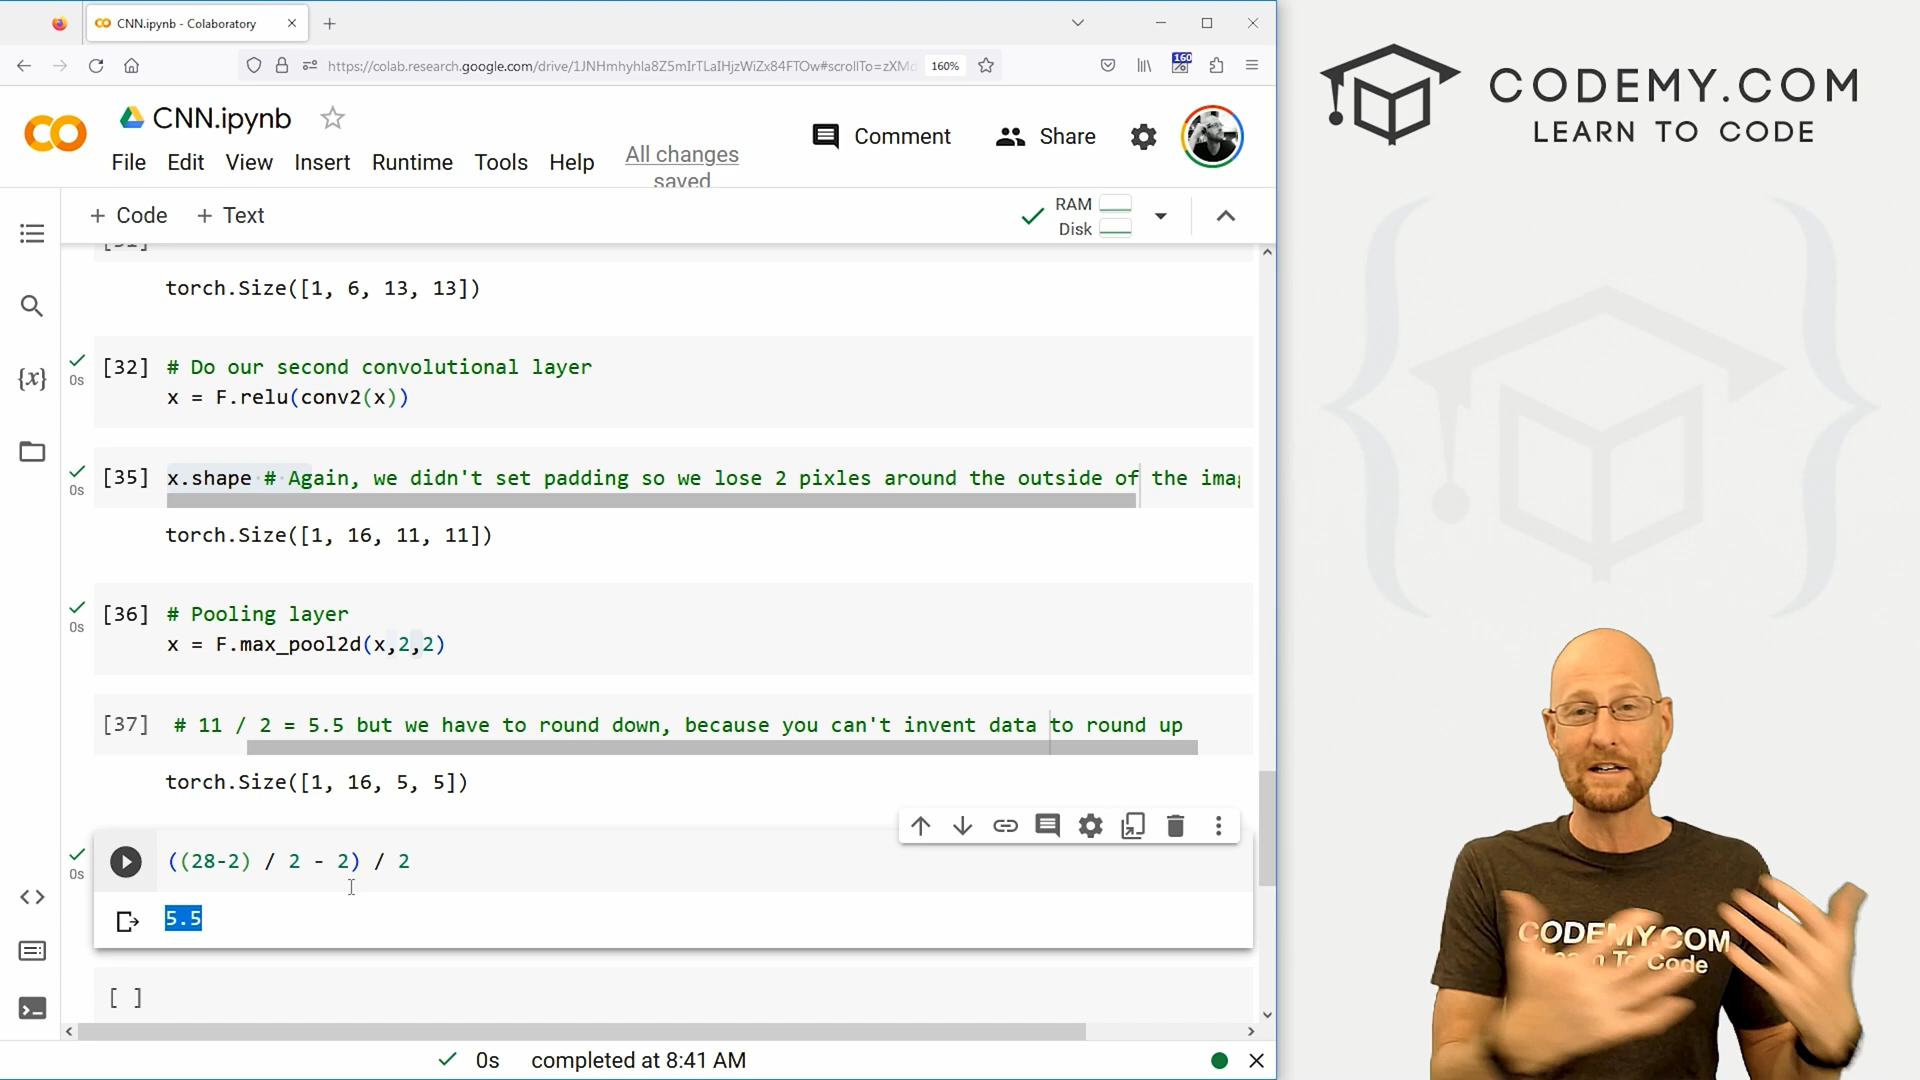 CNN.ipynb - Colaboratory
https://colab.research.google.com/drive/1JNHmhyhla8Z5mIrTLaIHjzWiZx84FTOw#scrollTo=zXM
160%
160
CNN.ipynb
Comment
Share
File Edit View Insert Runtime Tools Help
All changes
saved
+ Code + Text
RAM
Disk
[31]
torch.Size([1, 6, 13, 13])
[32] # Do our second convolutional layer
0s
x = F.relu(conv2(x))
[35] x.shape # Again, we didn't set padding so we lose 2 pixles around the outside of the imag
0s
torch.Size([1, 16, 11, 11])
[36] # Pooling layer
0s
x = F.max_pool2d(x,2,2)
[37] # 11 / 2 = 5.5 but we have to round down, because you can't invent data to round up
torch.Size([1, 16, 5, 5])
((28-2) / 2 - 2) / 2
0s
5.5
[ ]
0s completed at 8:41 AM
CODEMY.COM
LEARN TO CODE
CODEMY.COM
Learn To Code